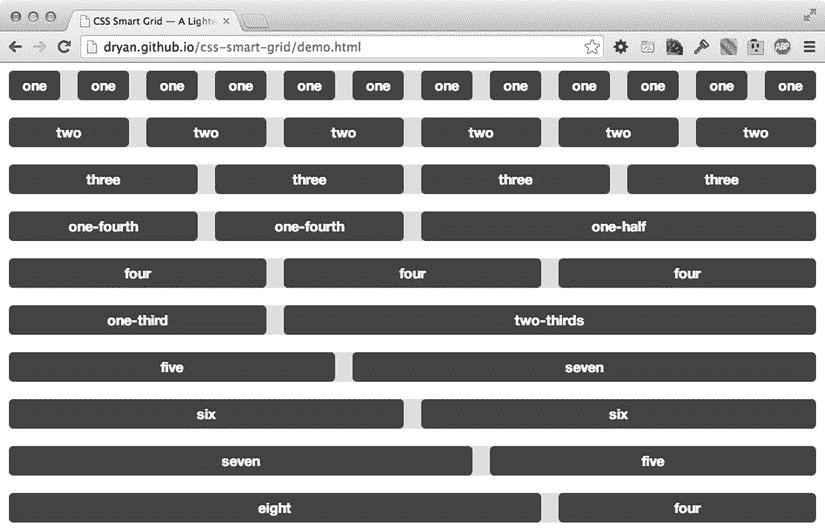 CSS Smart Grid — A Lightw
dryan.github.io/css-smart-grid/demo.html
ABP
one one one one one one one one one one one one
two two two two two two
three three three three
one-fourth one-fourth one-half
four four four
one-third two-thirds
five seven
six six
seven five
eight four